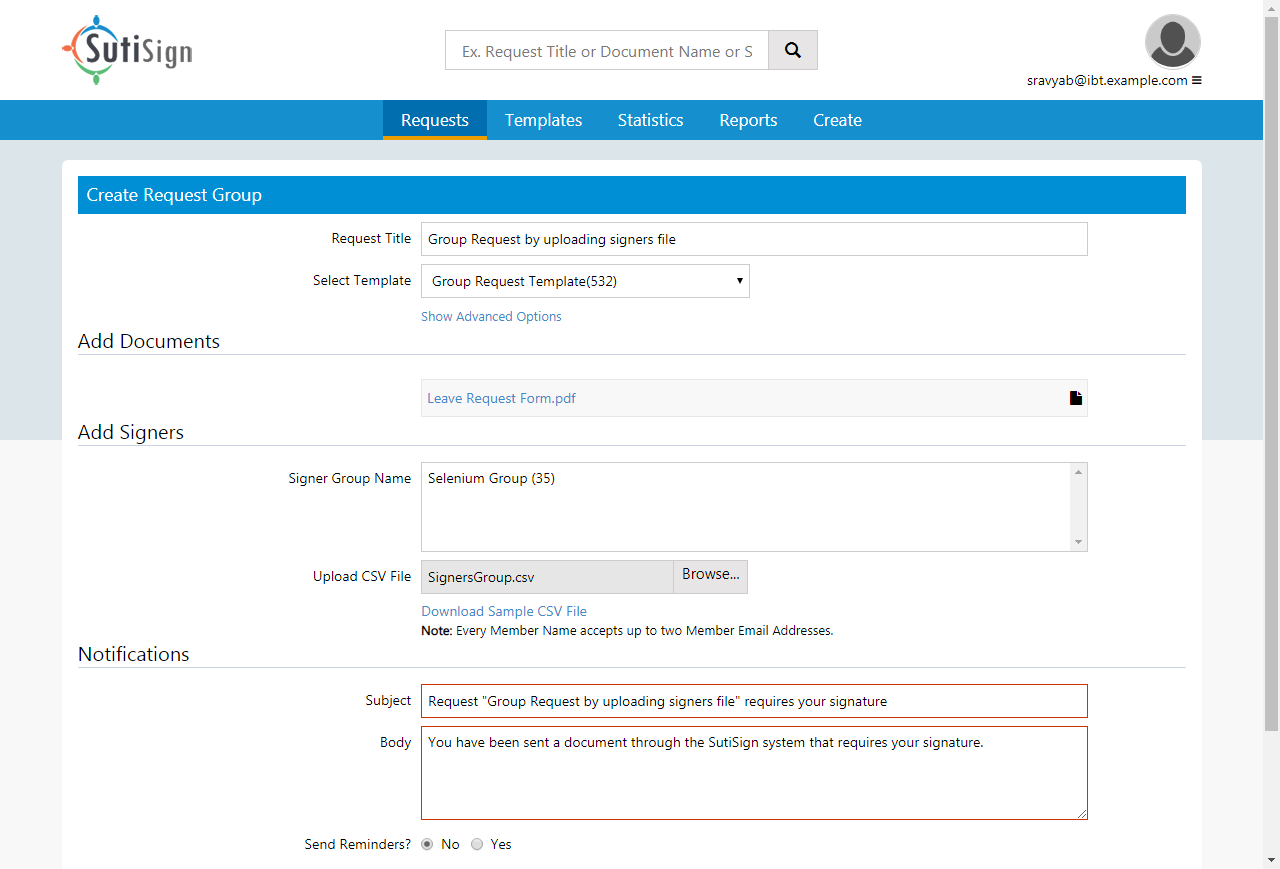 SutiSign
Ex. Request Title or Document Name or S
sravyab@ibt.example.com
Requests Templates Statistics Reports Create
Create Request Group
Request Title Group Request by uploading signers file
Select Template Group Request Template(532)
Show Advanced Options
Add Documents
Leave Request Form.pdf
Add Signers
Signer Group Name Selenium Group (35)
Upload CSV File SignersGroup.csv Browse...
Download Sample CSV File
Note: Every Member Name accepts up to two Member Email Addresses.
Notifications
Subject Request "Group Request by uploading signers file" requires your signature
Body You have been sent a document through the SutiSign system that requires your signature.
Send Reminders? No Yes